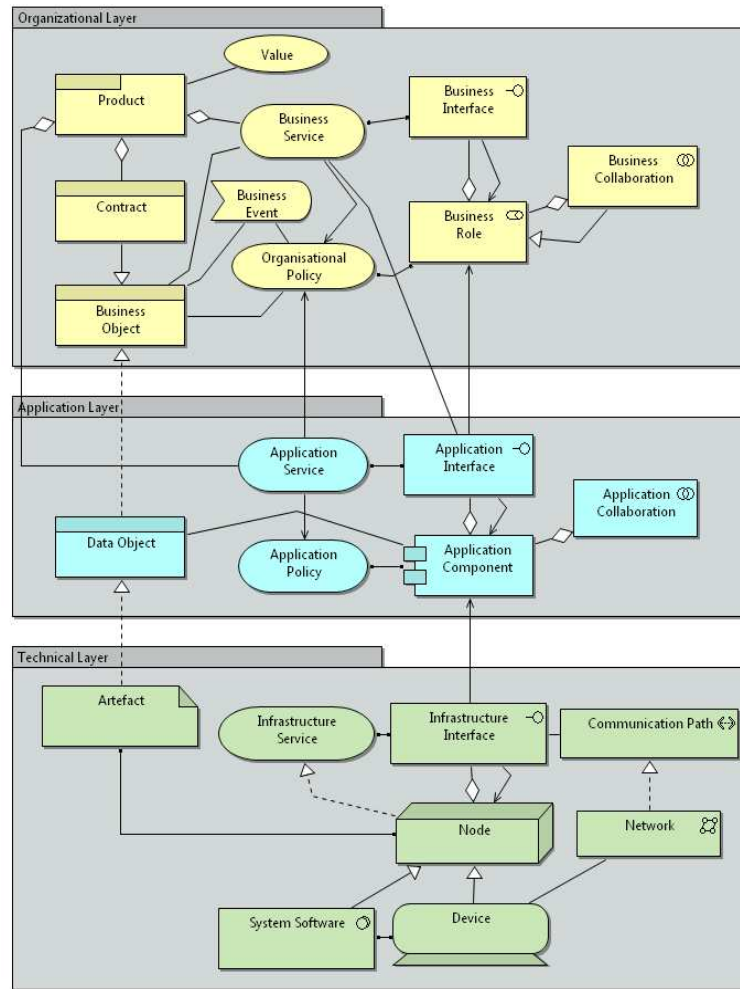 Organizational Layer
Value
Product
Business
Service
Business
Interface
Business
Collaboration
Contract
Business
Event
Business
Role
Organisational
Policy
Business
Object
Application Layer
Application
Service
Application
Interface
Application
Collaboration
Data Object
Application
Policy
Application
Component
Technical Layer
Artefact
Infrastructure
Service
Infrastructure
Interface
Communication Path
Node
Network
System Software
Device